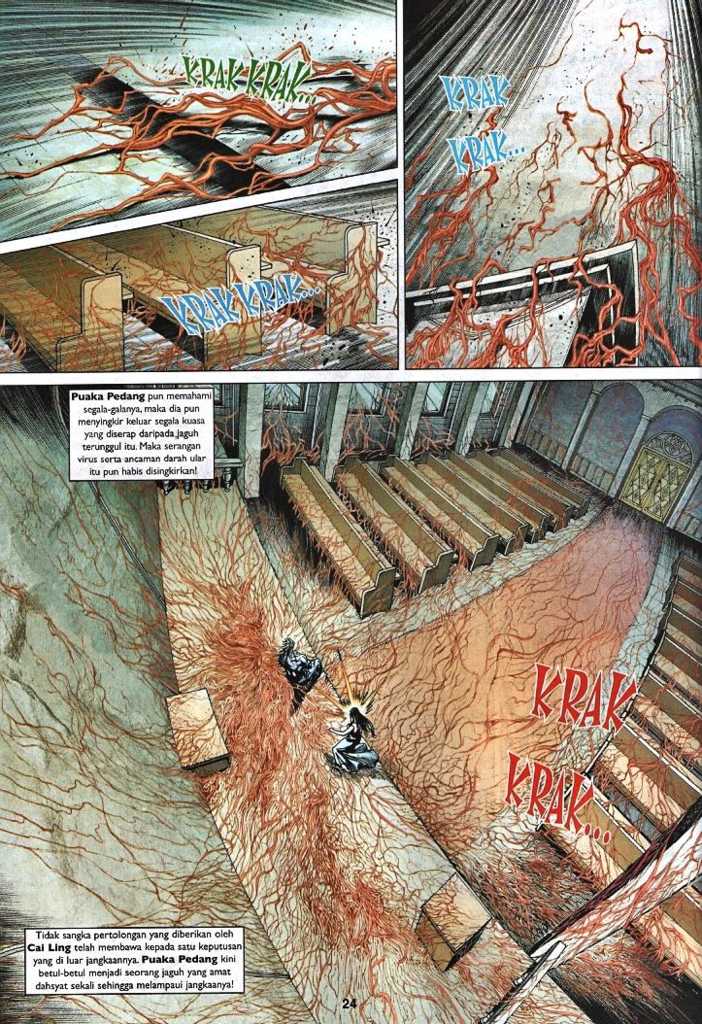 KRAK KRAK...
KRAK
KRAK...
KRAK KRAK...
Puaka Pedang pun memahami
segala-galanya, maka dia pun
menyingkir keluar segala kuasa
yang diserap daripada jaguh
terunggul itu. Maka serangan
virus serta ancaman darah ular
itu pun habis disingkirkan!
KRAK
KRAK...
Tidak sangka pertolongan yang diberikan oleh
Cai Ling telah membawa kepada satu keputusan
yang di luar jangkaannya. Puaka Pedang kini
betul-betul menjadi seorang jaguh yang amat
dahsyat sekali sehingga melampaui jangkaannya!
24